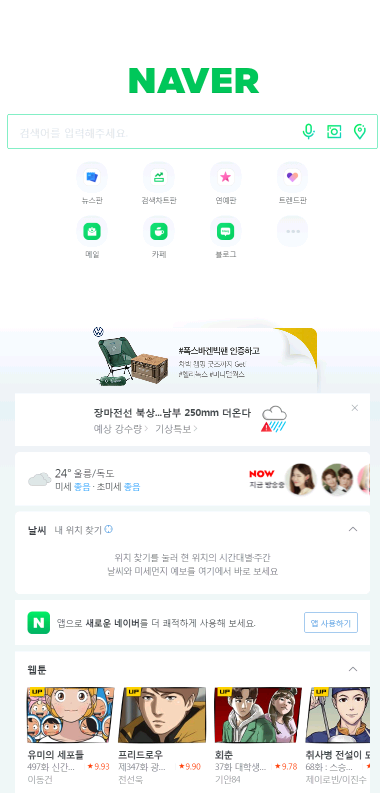 NAVER
검색어를 입력해주세요.
뉴스판 검색차트판 연예판 트렌드판
메일 카페 블로그
#폭스바겐빅팬 인증하고
차박 캠핑 굿즈까지 Get
#헬리녹스 #미니멀웍스
장마전선 북상...남부 250mm 더온다
예상 강수량 기상특보
24° 울릉/독도
미세 좋음 · 초미세 좋음
NOW
지금 방송중
날씨 내 위치 찾기
위치 찾기를 눌러 현 위치의 시간대별·주간
날씨와 미세먼지 예보를 여기에서 바로 보세요
N 앱으로 새로운 네이버를 더 쾌적하게 사용해 보세요. 앱 사용하기
웹툰
UP UP UP UP
유미의 세포들 프리드로우 회춘 취사병 전설이 되
497화 신간... ★9.93 제347화 광... ★9.90 37화 대학생... ★9.78 68화 : 스승...
이동건 전선욱 기안84 제이로빈/이진수